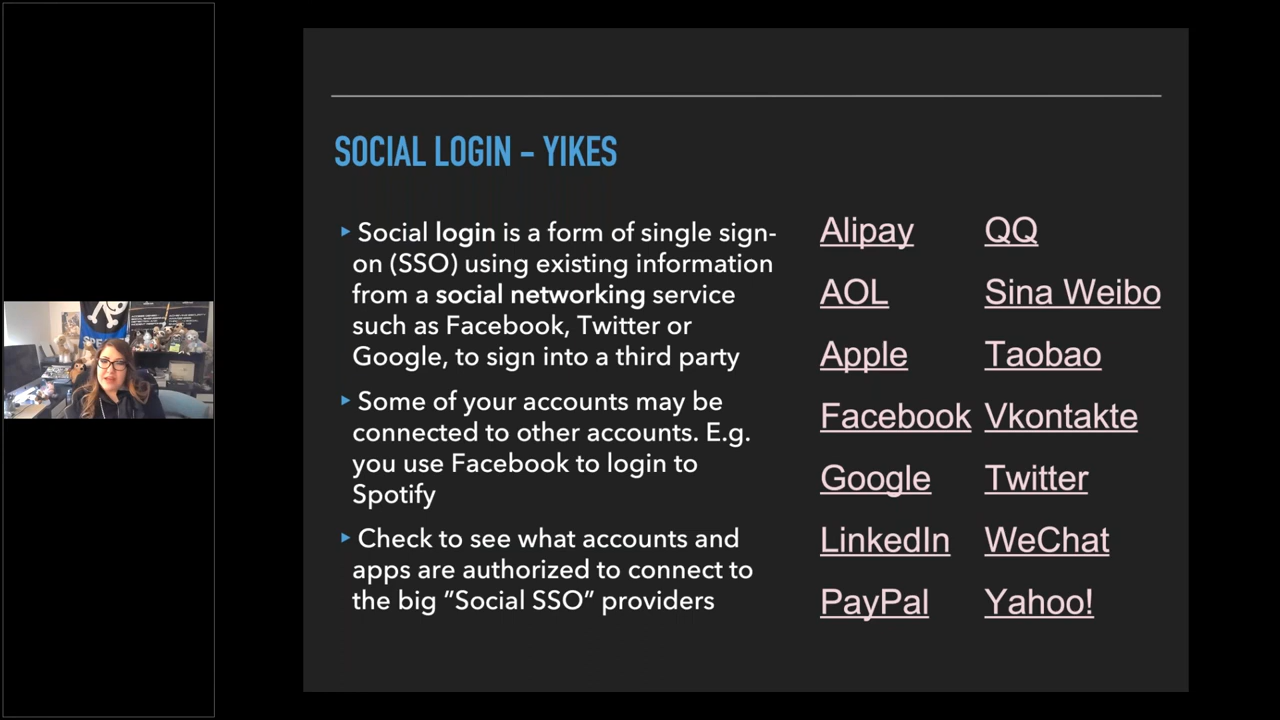 SOCIAL LOGIN - YIKES
▸ Social login is a form of single sign-
on (SSO) using existing information
from a social networking service
such as Facebook, Twitter or
Google, to sign into a third party
▸ Some of your accounts may be
connected to other accounts. E.g.
you use Facebook to login to
Spotify
▸ Check to see what accounts and
apps are authorized to connect to
the big ”Social SSO” providers
Alipay QQ
AOL Sina Weibo
Apple Taobao
Facebook Vkontakte
Google Twitter
LinkedIn WeChat
PayPal Yahoo!